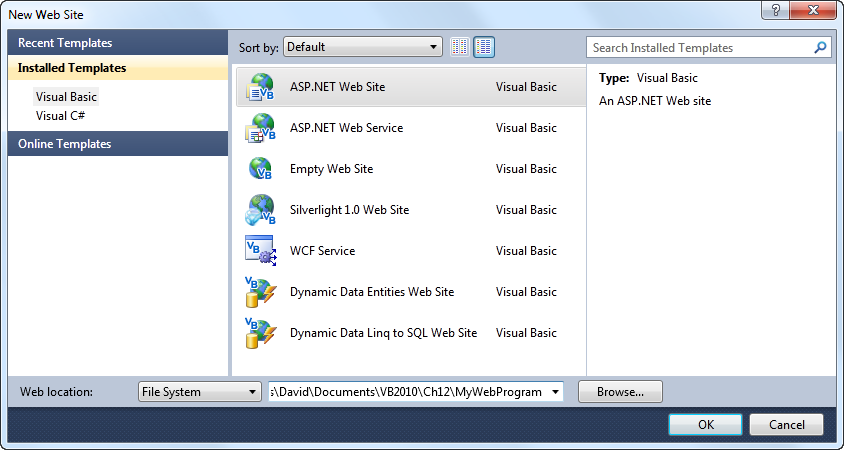 New Web Site
?
Recent Templates
Installed Templates
Visual Basic
Visual C#
Online Templates
Sort by: Default
ASP.NET Web Site Visual Basic
ASP.NET Web Service Visual Basic
Empty Web Site Visual Basic
Silverlight 1.0 Web Site Visual Basic
WCF Service Visual Basic
Dynamic Data Entities Web Site Visual Basic
Dynamic Data Linq to SQL Web Site Visual Basic
Search Installed Templates
Type: Visual Basic
An ASP.NET Web site
Web location: File System s\David\Documents\VB2010\Ch12\MyWebProgram Browse...
OK Cancel